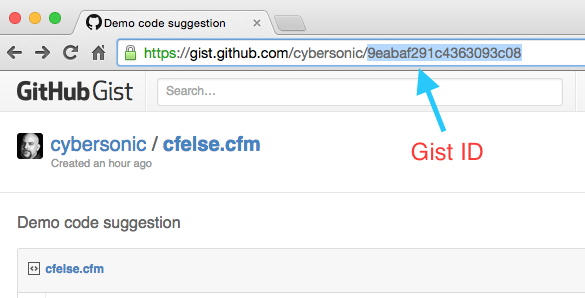 Demo code suggestion
https://gist.github.com/cybersonic/9eabaf291c4363093c08
GitHub Gist
Search...
cybersonic / cfelse.cfm
Created an hour ago
Gist ID
Demo code suggestion
cfelse.cfm